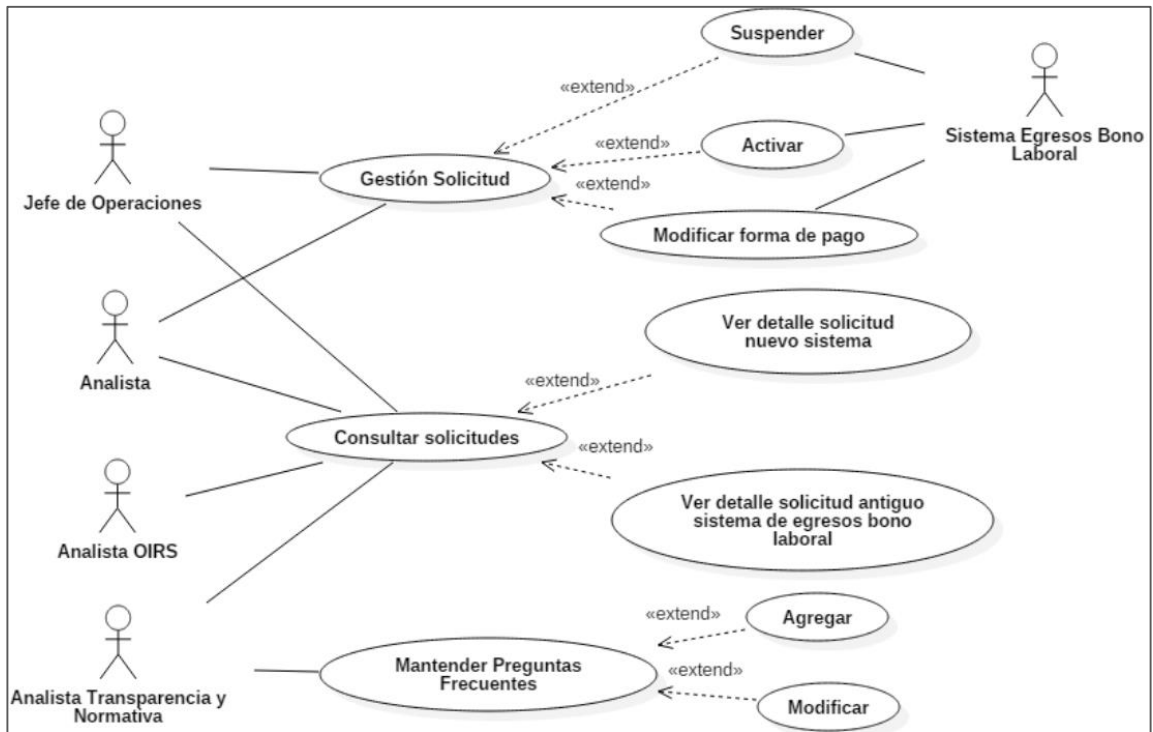 Suspender
«extend»
Sistema Egresos Bono
Laboral
«extend»
Activar
Jefe de Operaciones
Gestión Solicitud
«extend»
Modificar forma de pago
Ver detalle solicitud
nuevo sistema
Analista
«extend»
Consultar solicitudes
«extend»
Ver detalle solicitud antiguo
sistema de egresos bono
laboral
Analista OIRS
«extend»
Agregar
Mantender Preguntas
Frecuentes
«extend»
Modificar
Analista Transparencia y
Normativa